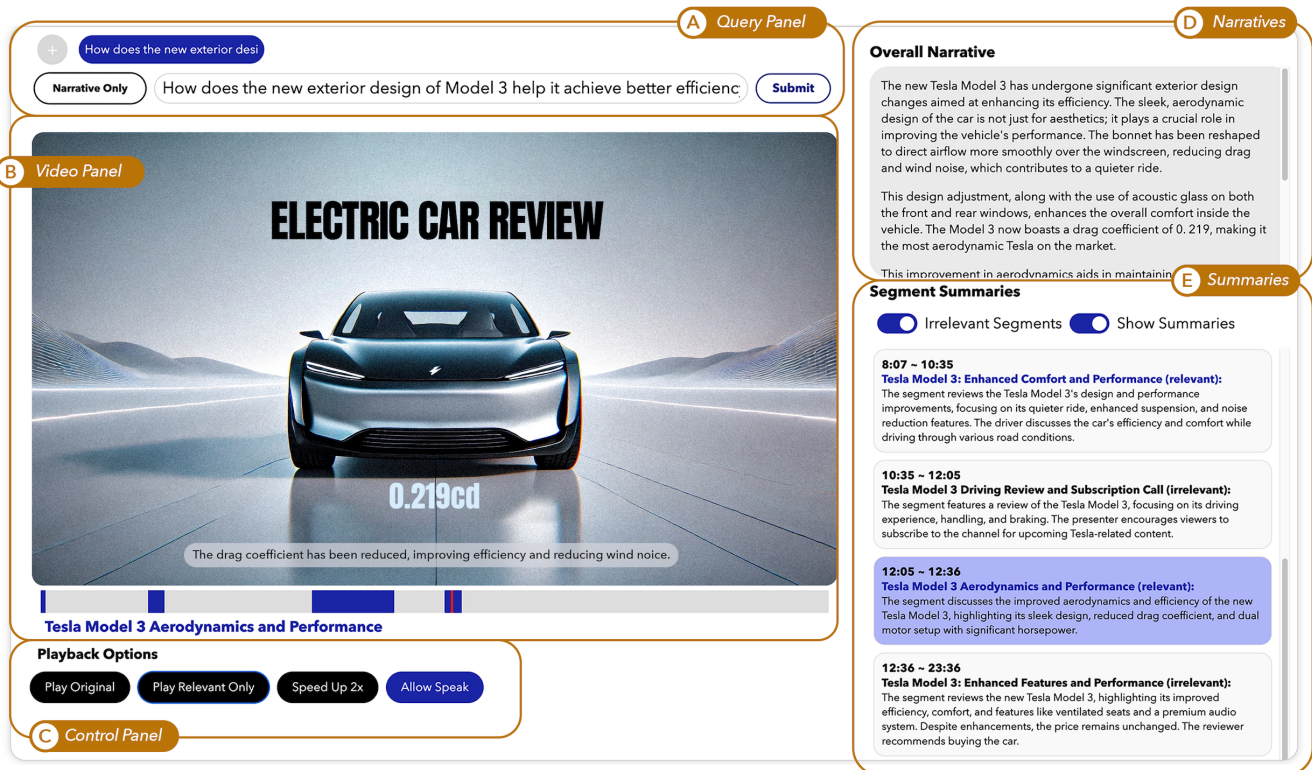 A Query Panel
+
How does the new exterior desi
Narrative Only
How does the new exterior design of Model 3 help it achieve better efficienc
Submit
B Video Panel
ELECTRIC CAR REVIEW
0.219cd
The drag coefficient has been reduced, improving efficiency and reducing wind noice.
Tesla Model 3 Aerodynamics and Performance
Playback Options
Play Original
Play Relevant Only
Speed Up 2x
Allow Speak
C Control Panel
D Narratives
Overall Narrative
The new Tesla Model 3 has undergone significant exterior design
changes aimed at enhancing its efficiency. The sleek, aerodynamic
design of the car is not just for aesthetics; it plays a crucial role in
improving the vehicle's performance. The bonnet has been reshaped
to direct airflow more smoothly over the windscreen, reducing drag
and wind noise, which contributes to a quieter ride.
This design adjustment, along with the use of acoustic glass on both
the front and rear windows, enhances the overall comfort inside the
vehicle. The Model 3 now boasts a drag coefficient of 0. 219, making it
the most aerodynamic Tesla on the market.
This improvement in aerodynamics aids in maintainin
E Summaries
Segment Summaries
Irrelevant Segments
Show Summaries
8:07 ~ 10:35
Tesla Model 3: Enhanced Comfort and Performance (relevant):
The segment reviews the Tesla Model 3's design and performance
improvements, focusing on its quieter ride, enhanced suspension, and noise
reduction features. The driver discusses the car's efficiency and comfort while
driving through various road conditions.
10:35 ~ 12:05
Tesla Model 3 Driving Review and Subscription Call (irrelevant):
The segment features a review of the Tesla Model 3, focusing on its driving
experience, handling, and braking. The presenter encourages viewers to
subscribe to the channel for upcoming Tesla-related content.
12:05 ~ 12:36
Tesla Model 3 Aerodynamics and Performance (relevant):
The segment discusses the improved aerodynamics and efficiency of the new
Tesla Model 3, highlighting its sleek design, reduced drag coefficient, and dual
motor setup with significant horsepower.
12:36 ~ 23:36
Tesla Model 3: Enhanced Features and Performance (irrelevant):
The segment reviews the new Tesla Model 3, highlighting its improved
efficiency, comfort, and features like ventilated seats and a premium audio
system. Despite enhancements, the price remains unchanged. The reviewer
recommends buying the car.